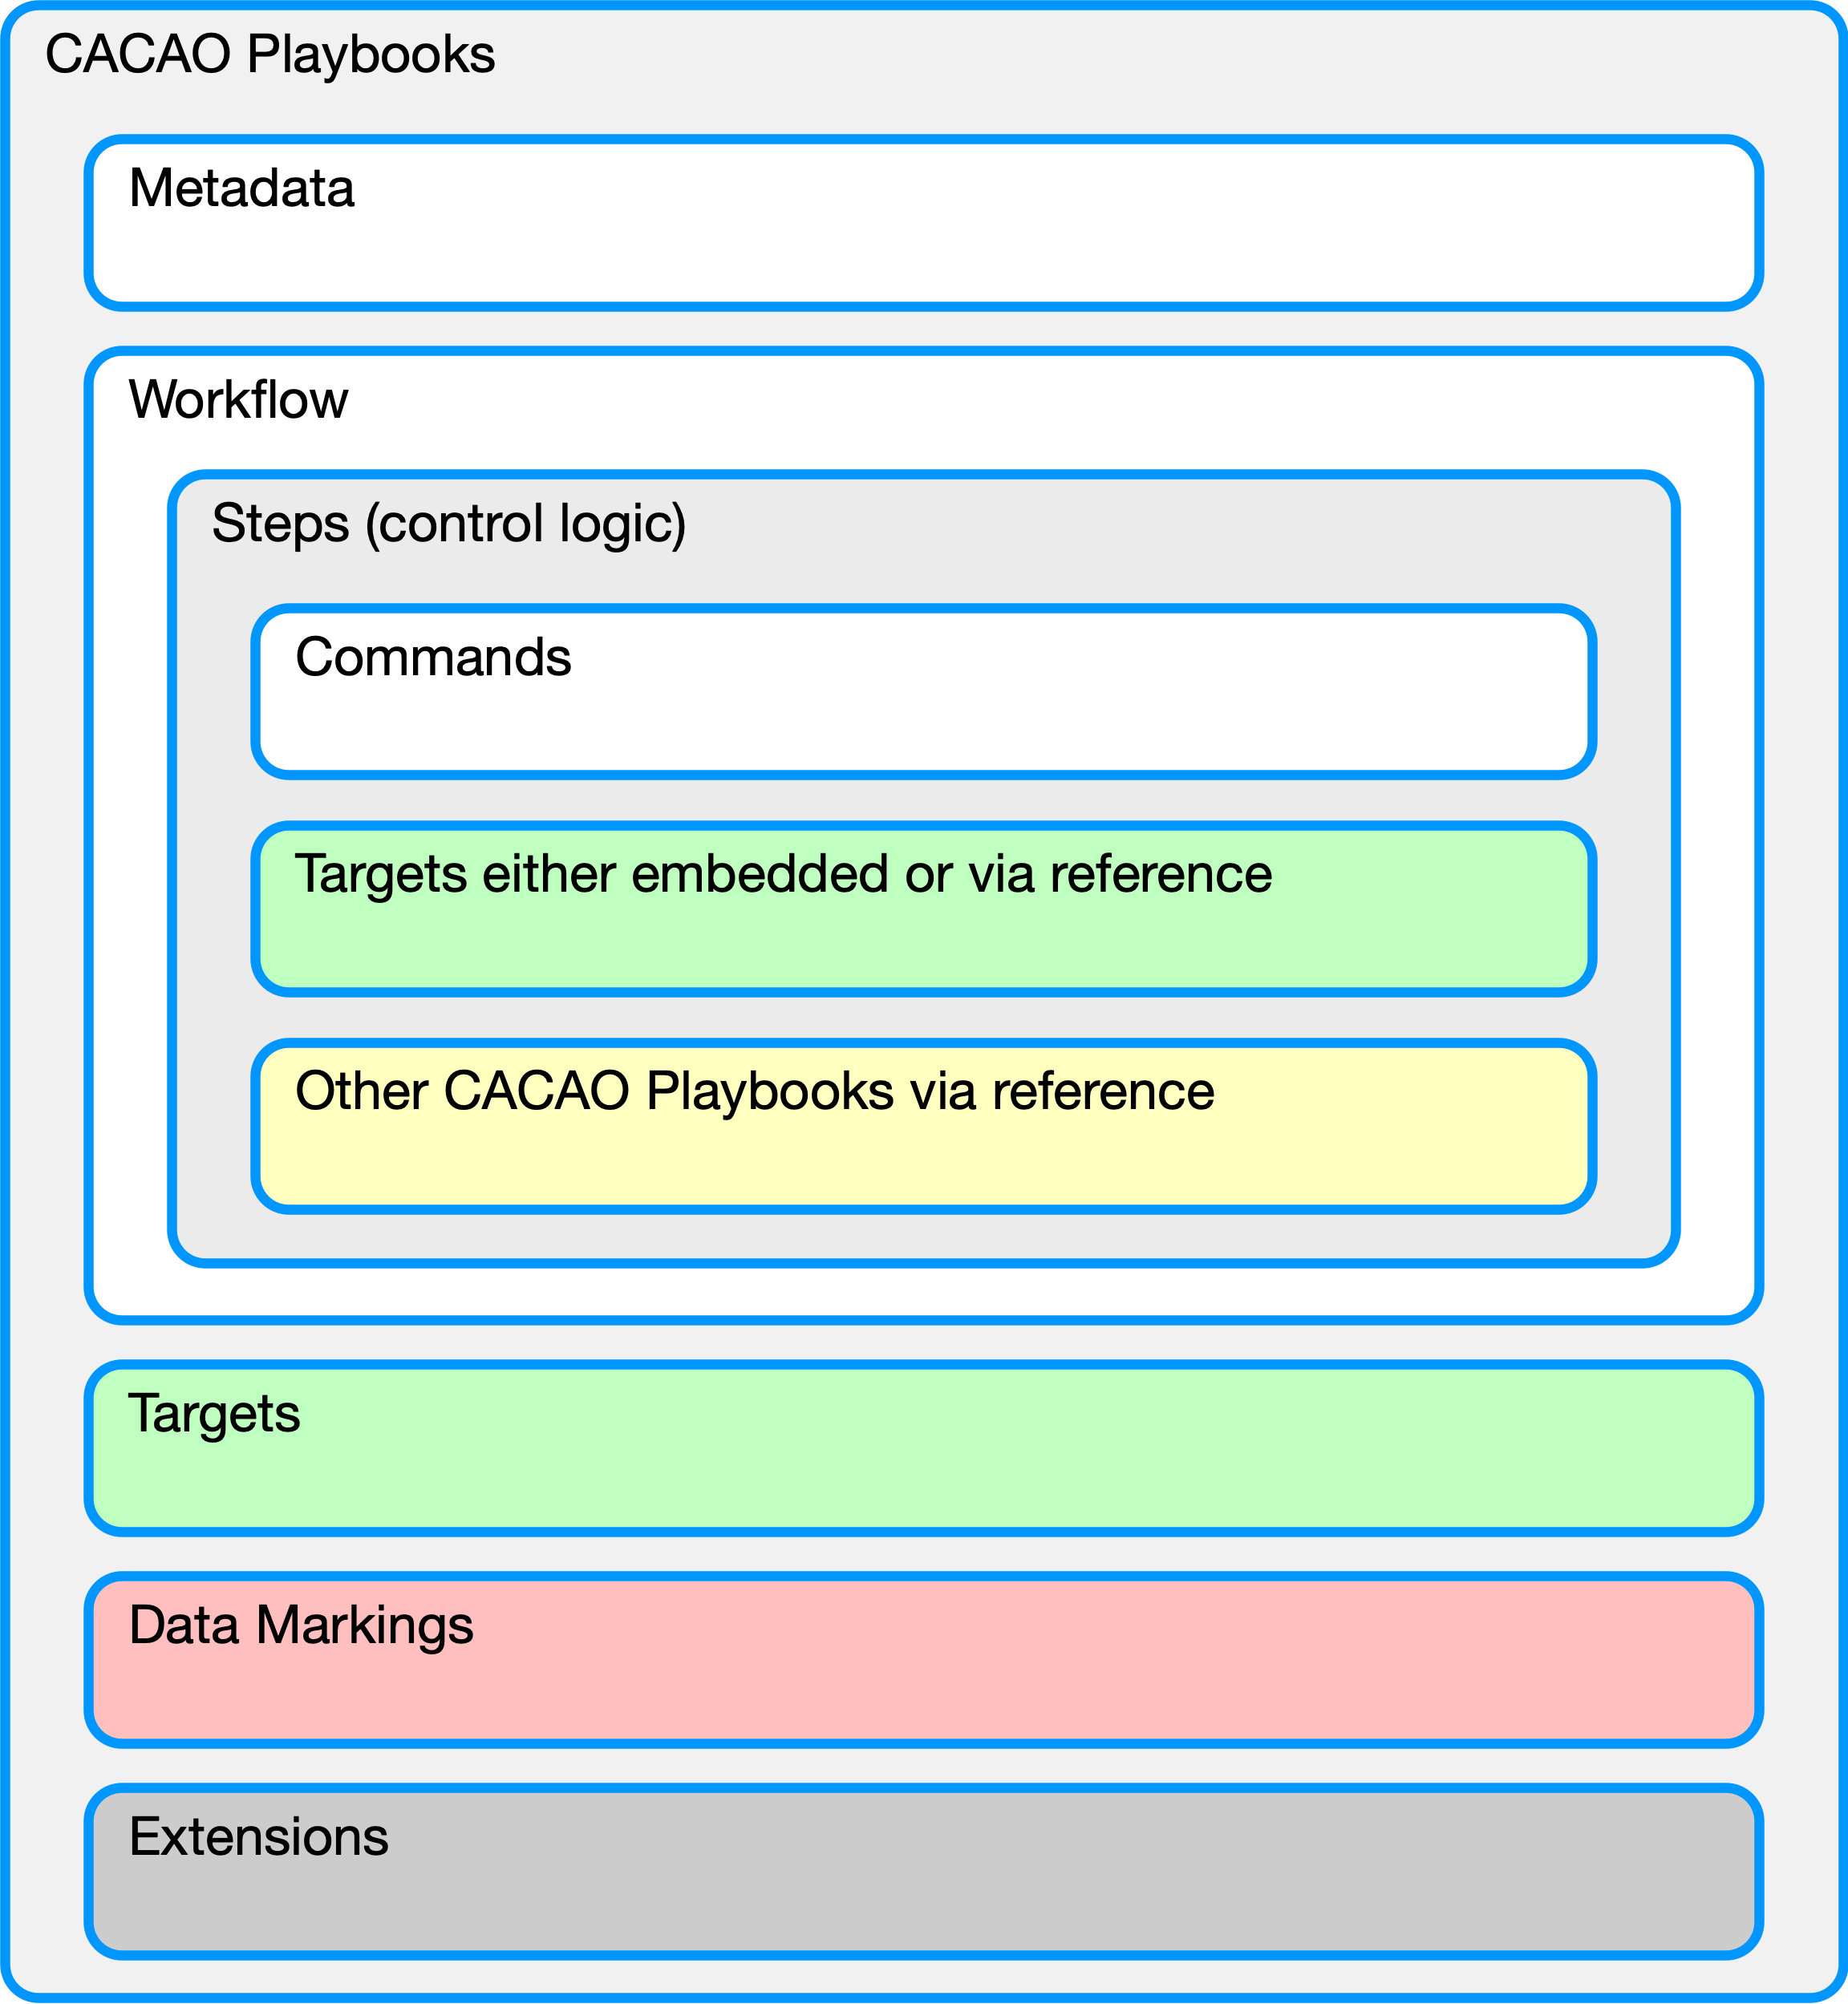 CACAO Playbooks
Metadata
Workflow
Steps (control logic)
Commands
Targets either embedded or via reference
Other CACAO Playbooks via reference
Targets
Data Markings
Extensions